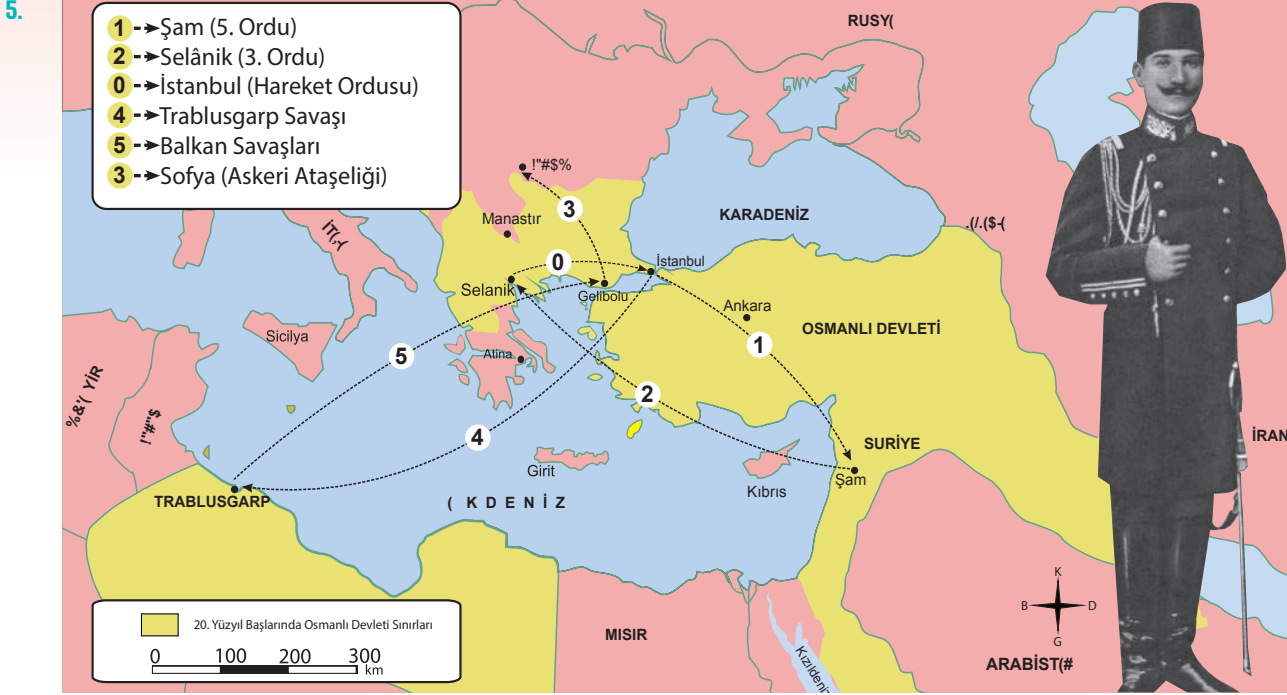 5.
1 Şam (5. Ordu)
2 Selânik (3. Ordu)
0 İstanbul (Hareket Ordusu)
4 Trablusgarp Savaşı
5 Balkan Savaşları
3 Sofya (Askeri Ataşeliği)
RUSY(
!"#$%
3
Manastır
KARADENİZ
İT(,(
.(/.($-(
0
İstanbul
Selanik
Gelibolu
Ankara
OSMANLI DEVLETİ
Sicilya
Atina
1
5
2
%&'( YİR
4
SURİYE
İRAN
Girit
Kıbrıs
Şam
TRABLUSGARP
( K D E N İ Z
20. Yüzyıl Başlarında Osmanlı Devleti Sınırları
0 100 200 300
km
MISIR
Kızıldeniz
K
B D
G
ARABİST(#